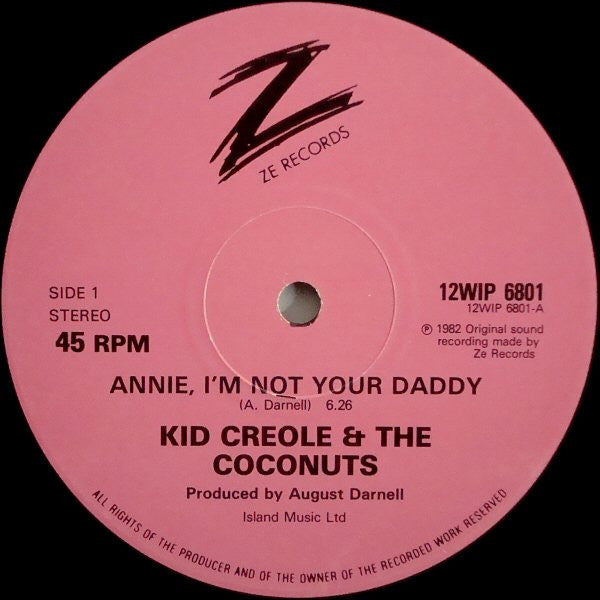 Z
ZE RECORDS
SIDE 1
STEREO
45 RPM
12WIP 6801
12WIP 6801-A
℗ 1982 Original sound
recording made by
Ze Records
ANNIE, I'M NOT YOUR DADDY
(A. Darnell) 6.26
KID CREOLE & THE
COCONUTS
Produced by August Darnell
Island Music Ltd
ALL RIGHTS OF THE PRODUCER AND OF THE OWNER OF THE RECORDED WORK RESERVED